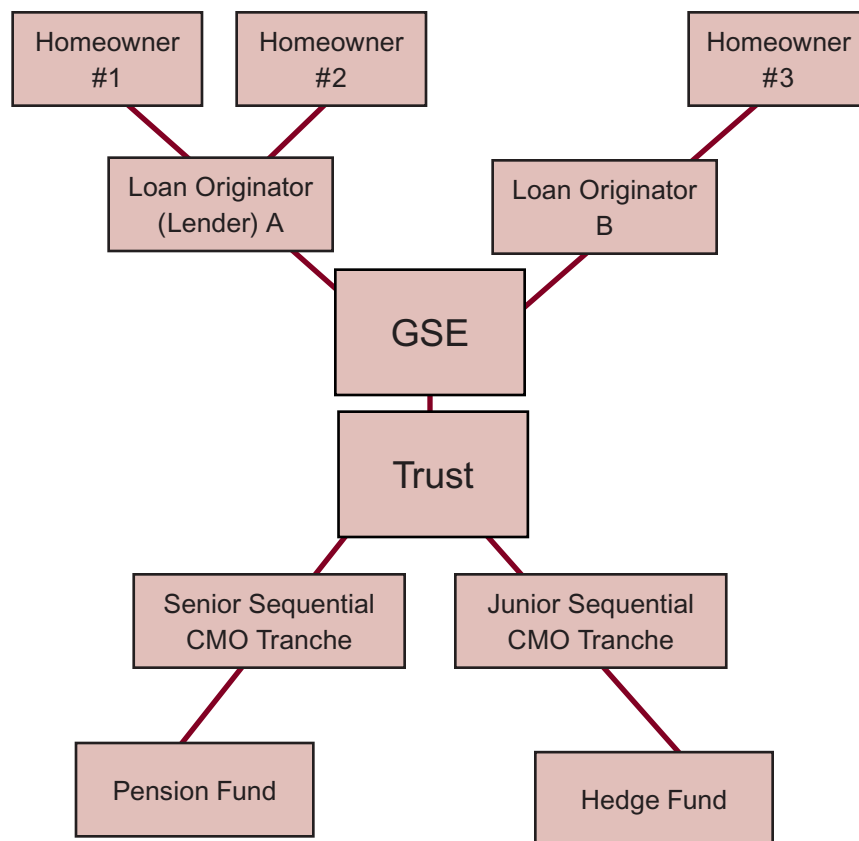 Homeowner
#1
Homeowner
#2
Homeowner
#3
Loan Originator
(Lender) A
Loan Originator
B
GSE
Trust
Senior Sequential
CMO Tranche
Junior Sequential
CMO Tranche
Pension Fund
Hedge Fund